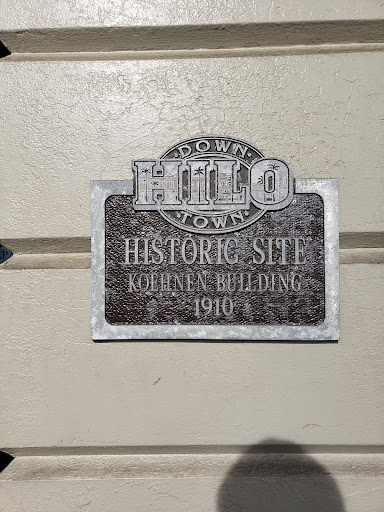 DOWN
HILO
TOWN
HISTORIC SITE
KOEHNEN BUILDING
1910